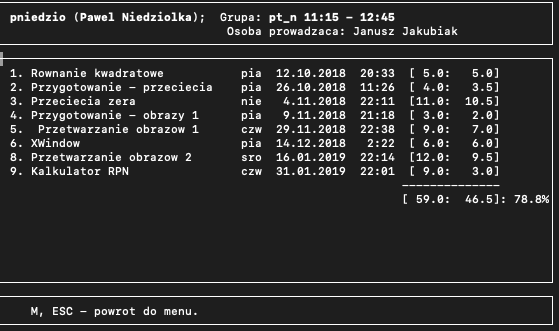 pniedzio (Pawel Niedziolka);  Grupa: pt_n 11:15 - 12:45
Osoba prowadzaca: Janusz Jakubiak
1. Rownanie kwadratowe           pia  12.10.2018  20:33  [ 5.0:   5.0]
2. Przygotowanie - przeciecia    pia  26.10.2018  11:26  [ 4.0:   3.5]
3. Przeciecia zera               nie   4.11.2018  22:11  [11.0:  10.5]
4. Przygotowanie - obrazy 1      pia   9.11.2018  21:18  [ 3.0:   2.0]
5.  Przetwarzanie obrazow 1      czw  29.11.2018  22:38  [ 9.0:   7.0]
6. XWindow                       pia  14.12.2018   2:22  [ 6.0:   6.0]
8. Przetwarzanie obrazow 2       sro  16.01.2019  22:14  [12.0:   9.5]
9. Kalkulator RPN                czw  31.01.2019  22:01  [ 9.0:   3.0]
--------------
[ 59.0:  46.5]: 78.8%
M, ESC - powrot do menu.